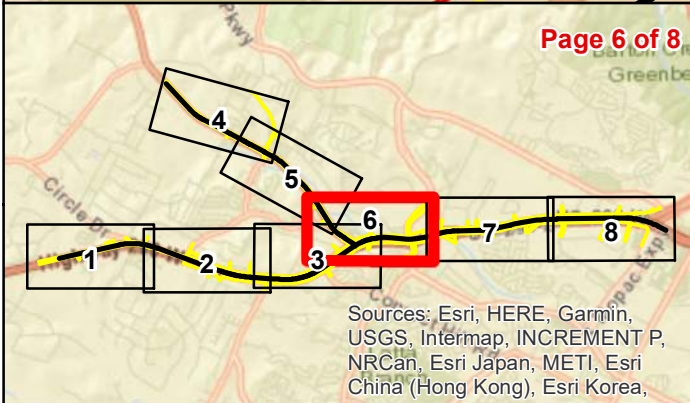 Pkwy
Page 6 of 8
Greenbe
4
5
Circle Dr
6
1
2
3
7
8
Sources: Esri, HERE, Garmin,
USGS, Intermap, INCREMENT P,
NRCan, Esri Japan, METI, Esri
China (Hong Kong), Esri Korea,